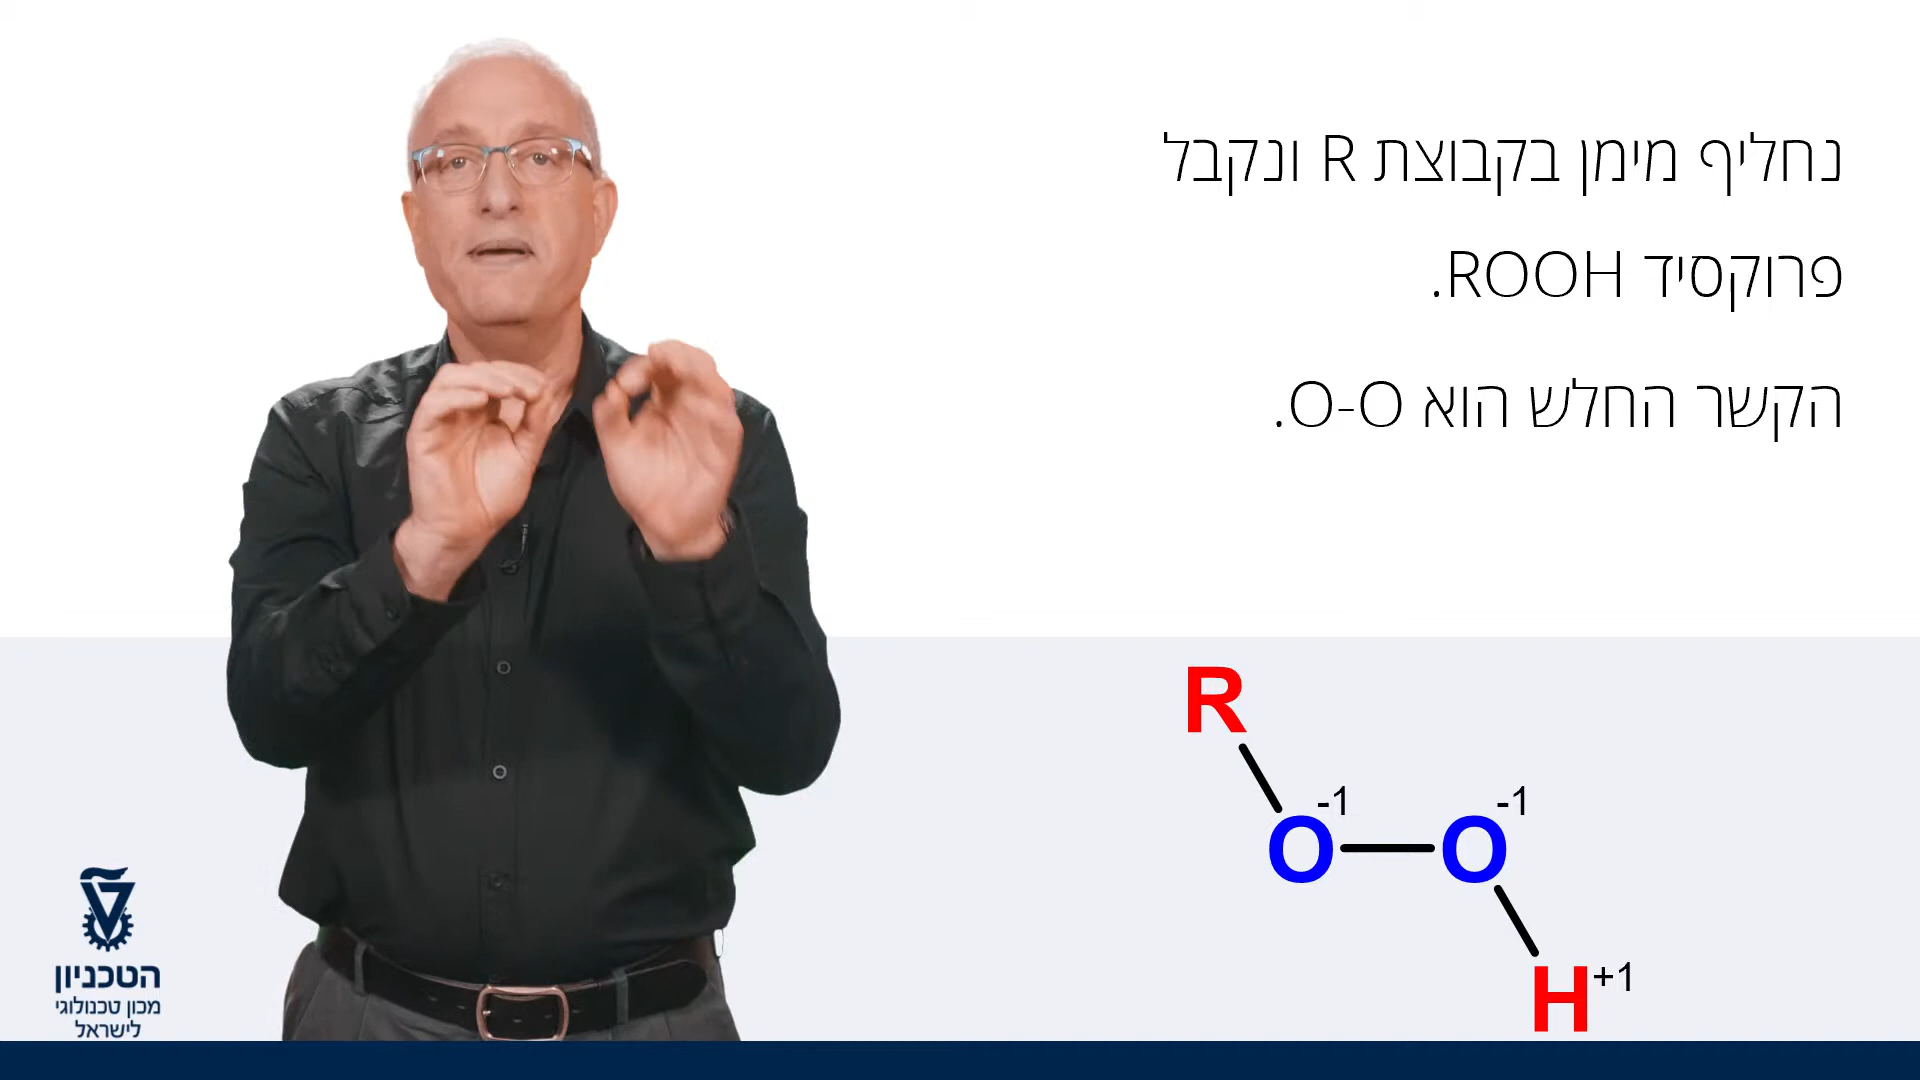 נחליף מימן בקבוצת R ונקבל
פרוקסיד ROOH.
הקשר החלש הוא O-O.
R
-1 -1
O O
H+1
הטכניון
מכון טכנולוגי
לישראל